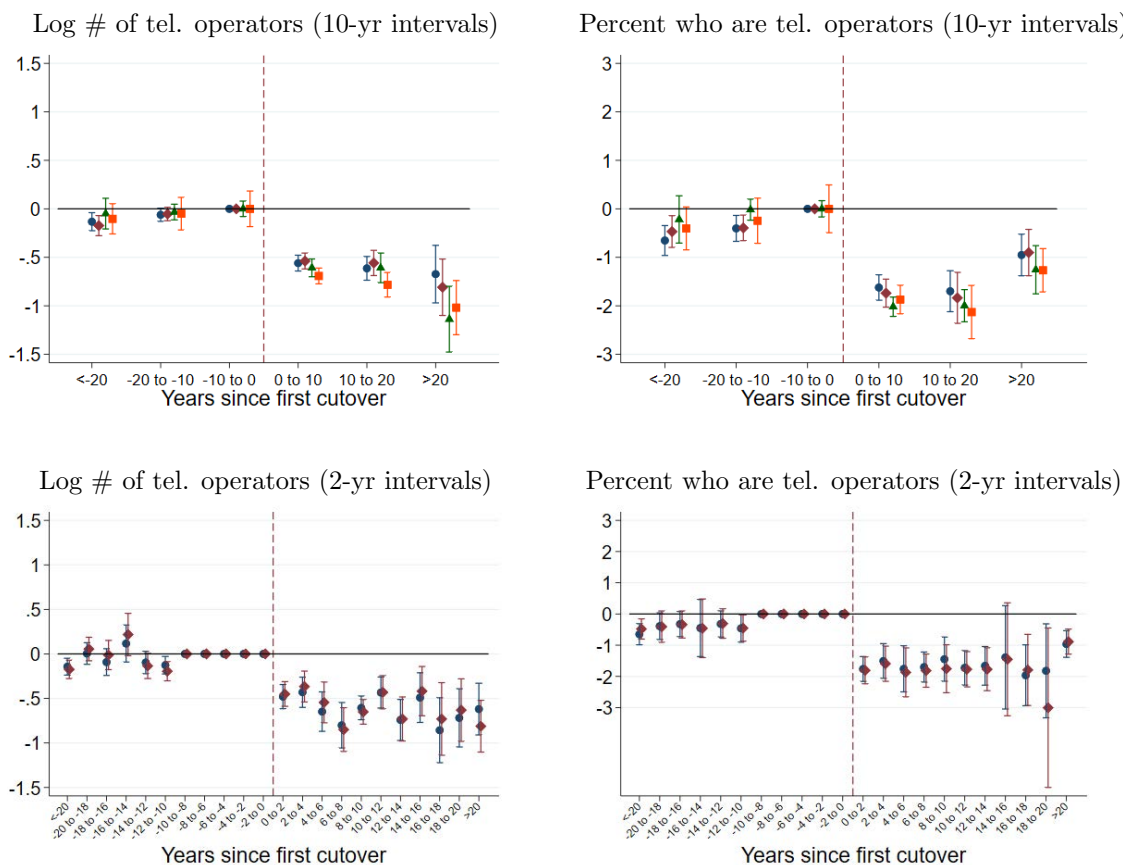 Log # of tel. operators (10-yr intervals)
1.5
1
.5
0
-.5
-1
-1.5
<-20 -20 to -10 -10 to 0 0 to 10 10 to 20 >20
Years since first cutover
Percent who are tel. operators (10-yr intervals)
3
2
1
0
-1
-2
-3
<-20 -20 to -10 -10 to 0 0 to 10 10 to 20 >20
Years since first cutover
Log # of tel. operators (2-yr intervals)
1.5
1
.5
0
-.5
-1
-1.5
<-20 -20 to -18 -18 to -16 -16 to -14 -14 to -12 -12 to -10 -10 to -8 -8 to -6 -6 to -4 -4 to -2 -2 to 0 0 to 2 2 to 4 4 to 6 6 to 8 8 to 10 10 to 12 12 to 14 14 to 16 16 to 18 18 to 20 >20
Years since first cutover
Percent who are tel. operators (2-yr intervals)
3
2
1
0
-1
-2
-3
<-20 -20 to -18 -18 to -16 -16 to -14 -14 to -12 -12 to -10 -10 to -8 -8 to -6 -6 to -4 -4 to -2 -2 to 0 0 to 2 2 to 4 4 to 6 6 to 8 8 to 10 10 to 12 12 to 14 14 to 16 16 to 18 18 to 20 >20
Years since first cutover